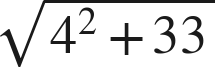 √(4² + 33)